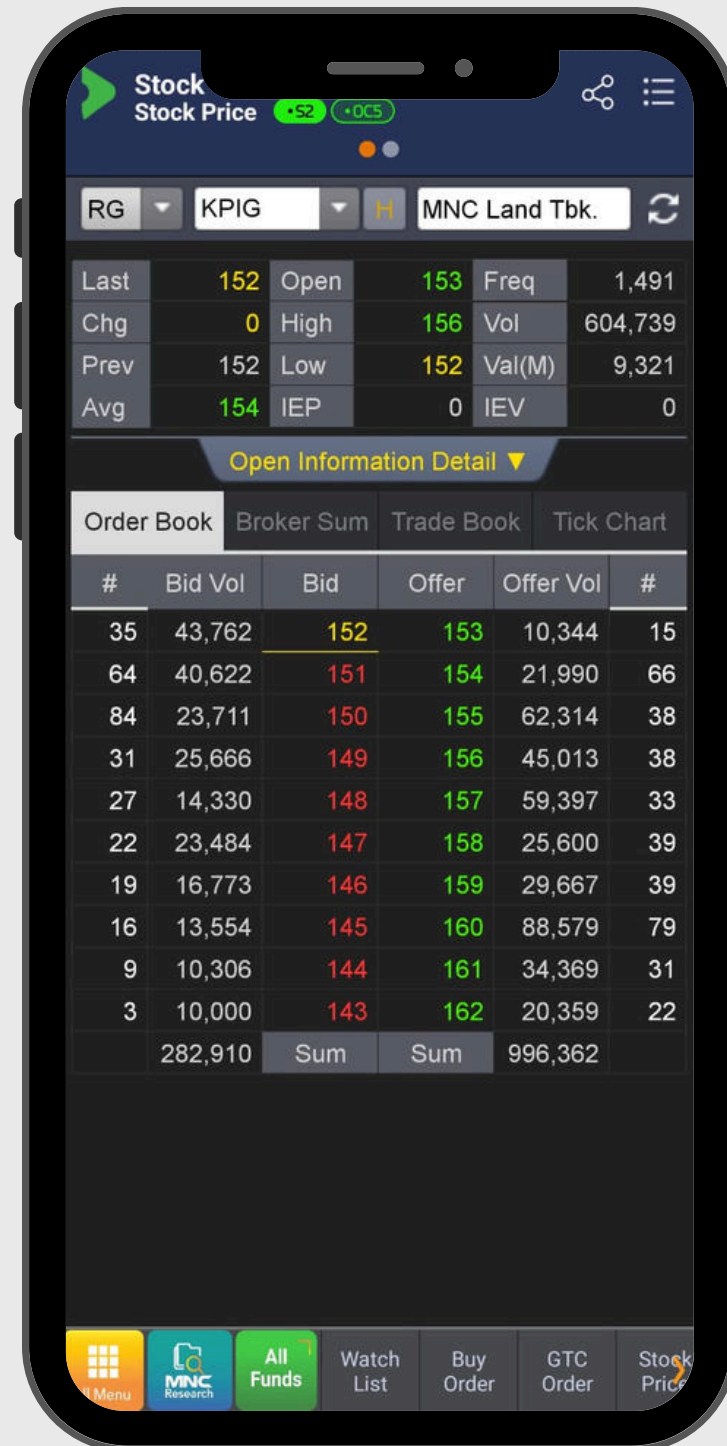 Stock
Stock Price •S2 •OC5
RG KPIG H MNC Land Tbk.
Last 152 Open 153 Freq 1,491
Chg 0 High 156 Vol 604,739
Prev 152 Low 152 Val(M) 9,321
Avg 154 IEP 0 IEV 0
Open Information Detail ▼
Order Book Broker Sum Trade Book Tick Chart
# Bid Vol Bid Offer Offer Vol #
35 43,762 152 153 10,344 15
64 40,622 151 154 21,990 66
84 23,711 150 155 62,314 38
31 25,666 149 156 45,013 38
27 14,330 148 157 59,397 33
22 23,484 147 158 25,600 39
19 16,773 146 159 29,667 39
16 13,554 145 160 88,579 79
9 10,306 144 161 34,369 31
3 10,000 143 162 20,359 22
282,910 Sum Sum 996,362
ll Menu
MNC
Research
All
Funds
Watch
List
Buy
Order
GTC
Order
Stock
Price